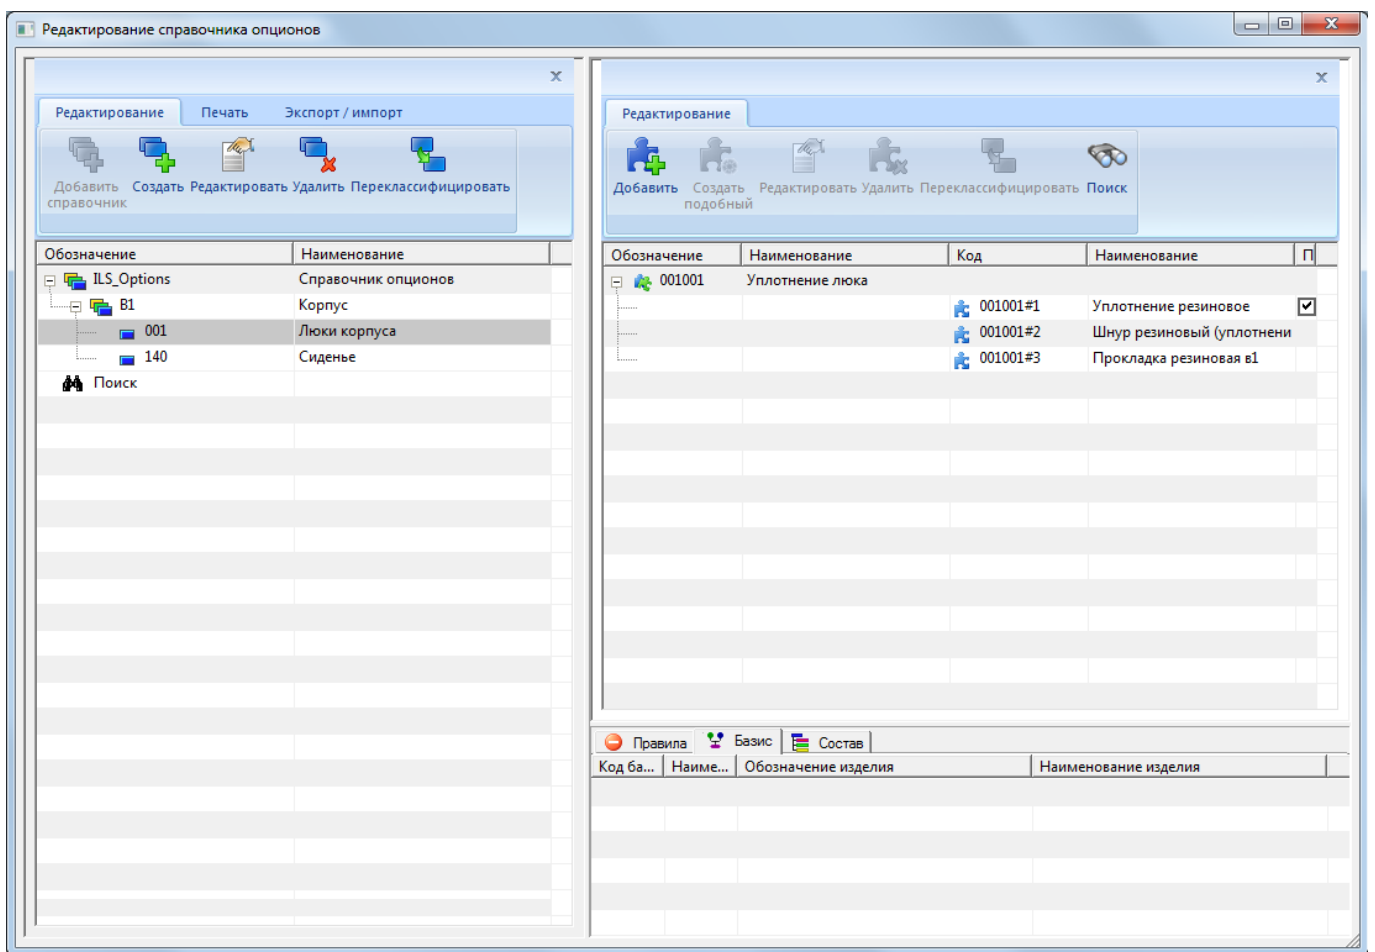 Редактирование справочника опционов
Редактирование Печать Экспорт / импорт
Добавить справочник Создать Редактировать Удалить Переклассифицировать
Обозначение Наименование
ILS_Options Справочник опционов
B1 Корпус
001 Люки корпуса
140 Сиденье
Поиск
Редактирование
Добавить Создать подобный Редактировать Удалить Переклассифицировать Поиск
Обозначение Наименование Код Наименование П
001001 Уплотнение люка
001001#1 Уплотнение резиновое
001001#2 Шнур резиновый (уплотнени
001001#3 Прокладка резиновая в1
Правила Базис Состав
Код ба... Наиме... Обозначение изделия Наименование изделия